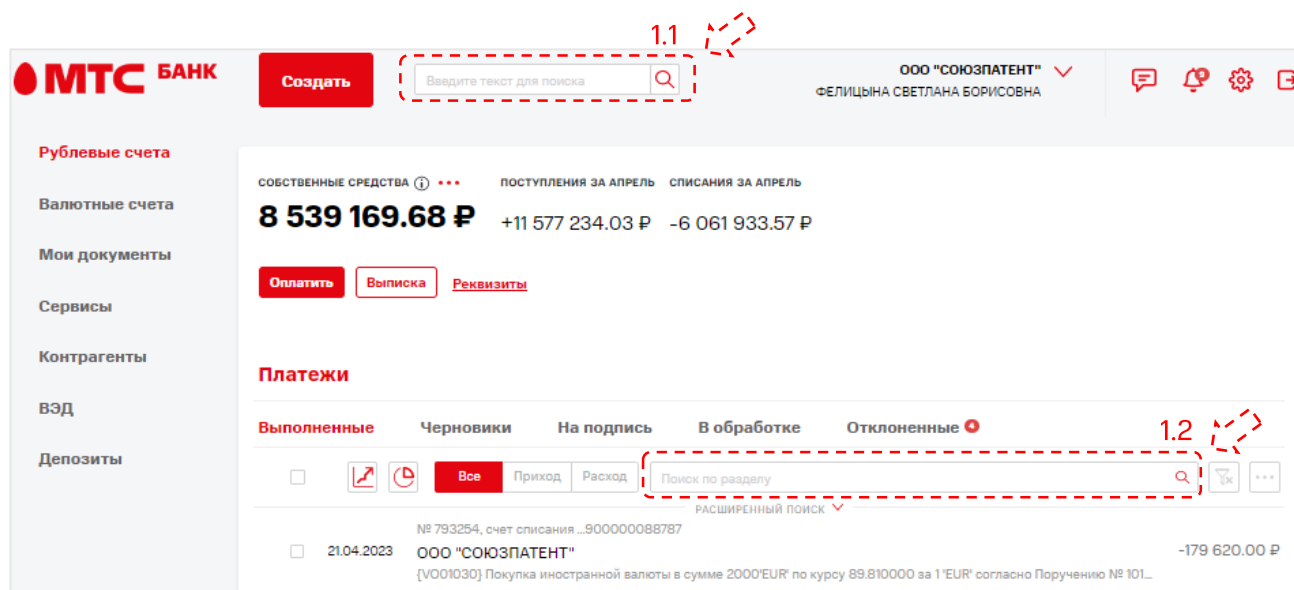 1.1
МТС БАНК
Создать
Введите текст для поиска
ООО "СОЮЗПАТЕНТ"
ФЕЛИЦЫНА СВЕТЛАНА БОРИСОВНА
Рублевые счета
Валютные счета
Мои документы
Сервисы
Контрагенты
ВЭД
Депозиты
СОБСТВЕННЫЕ СРЕДСТВА ПОСТУПЛЕНИЯ ЗА АПРЕЛЬ СПИСАНИЯ ЗА АПРЕЛЬ
8 539 169.68 ₽ +11 577 234.03 ₽ -6 061 933.57 ₽
Оплатить Выписка Реквизиты
Платежи
Выполненные Черновики На подпись В обработке Отклоненные 4
1.2
Все Приход Расход Поиск по разделу
РАСШИРЕННЫЙ ПОИСК
№ 793254, счет списания ...900000088787
21.04.2023 ООО "СОЮЗПАТЕНТ" -179 620.00 ₽
{VO01030} Покупка иностранной валюты в сумме 2000'EUR' по курсу 89.810000 за 1 'EUR' согласно Поручению № 101...